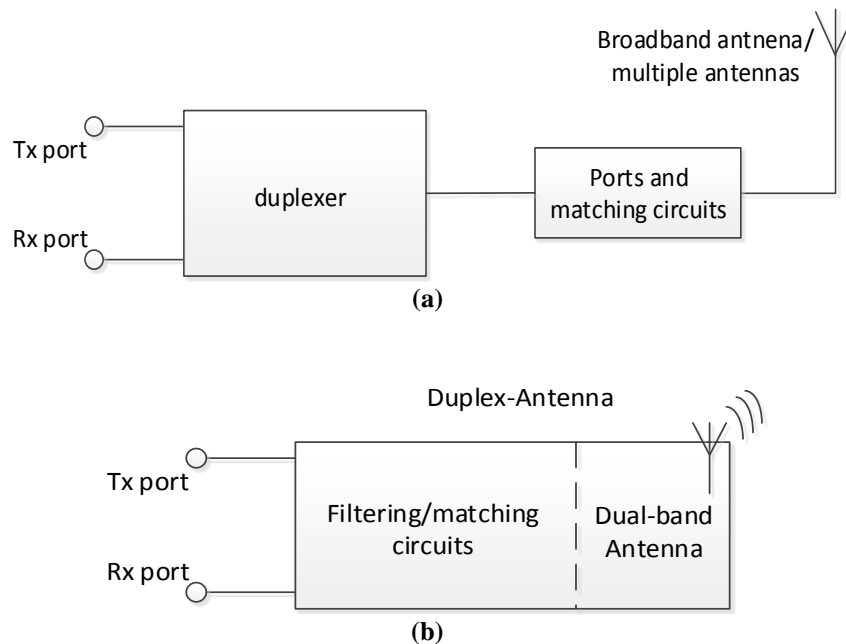 Broadband antnena/
multiple antennas
Tx port
duplexer
Ports and
matching circuits
Rx port
(a)
Duplex-Antenna
Tx port
Filtering/matching
circuits
Dual-band
Antenna
Rx port
(b)